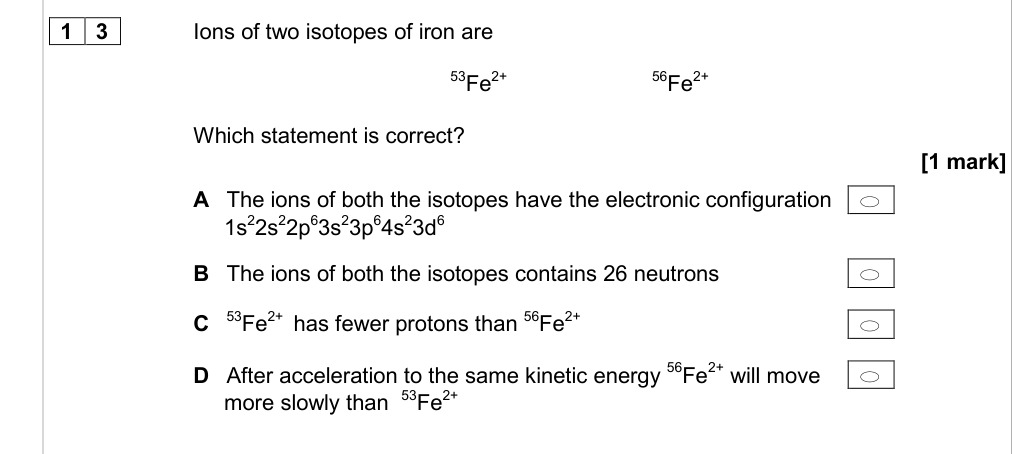 1 3 Ions of two isotopes of iron are
⁵³Fe²⁺ ⁵⁶Fe²⁺
Which statement is correct?
[1 mark]
A The ions of both the isotopes have the electronic configuration
1s²2s²2p⁶3s²3p⁶4s²3d⁶
B The ions of both the isotopes contains 26 neutrons
C ⁵³Fe²⁺ has fewer protons than ⁵⁶Fe²⁺
D After acceleration to the same kinetic energy ⁵⁶Fe²⁺ will move
more slowly than ⁵³Fe²⁺